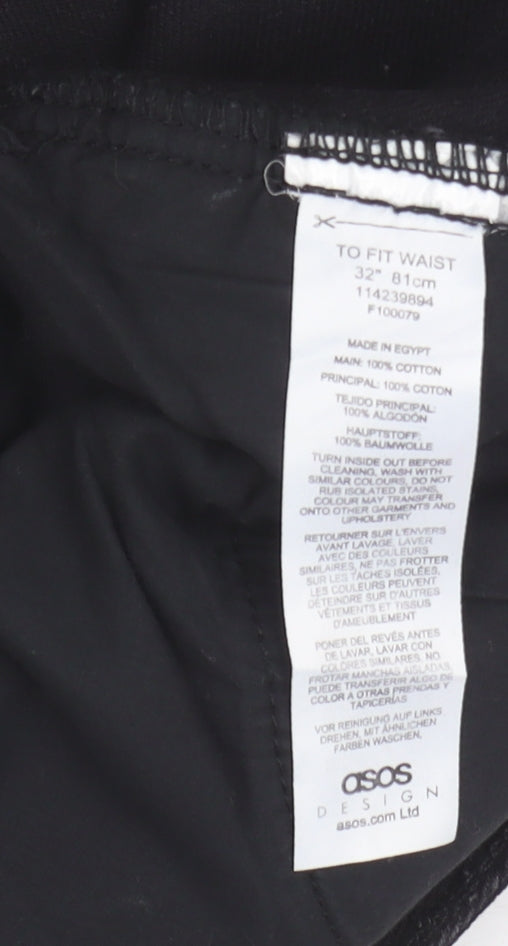 TO FIT WAIST
32" 81cm
114239894
F100079
MADE IN EGYPT
MAIN: 100% COTTON
PRINCIPAL: 100% COTON
TEJIDO PRINCIPAL:
100% ALGODÓN
HAUPTSTOFF:
100% BAUMWOLLE
TURN INSIDE OUT BEFORE
CLEANING, WASH WITH
SIMILAR COLOURS, DO NOT
RUB ISOLATED STAINS,
COLOUR MAY TRANSFER
ONTO OTHER GARMENTS AND
UPHOLSTERY
RETOURNER SUR L'ENVERS
AVANT LAVAGE, LAVER
AVEC DES COULEURS
SIMILAIRES, NE PAS FROTTER
SUR LES TÂCHES ISOLÉES,
LES COULEURS PEUVENT
DÉTEINDRE SUR D'AUTRES
VÊTEMENTS ET TISSUS
D'AMEUBLEMENT
PONER DEL REVÉS ANTES
DE LAVAR, LAVAR CON
COLORES SIMILARES, NO
FROTAR MANCHAS AISLADAS,
PUEDE TRANSFERIR ALGO DE
COLOR A OTRAS PRENDAS Y
TAPICERÍAS
VOR REINIGUNG AUF LINKS
DREHEN, MIT ÄHNLICHEN
FARBEN WASCHEN,
asos
DESIGN
asos.com Ltd